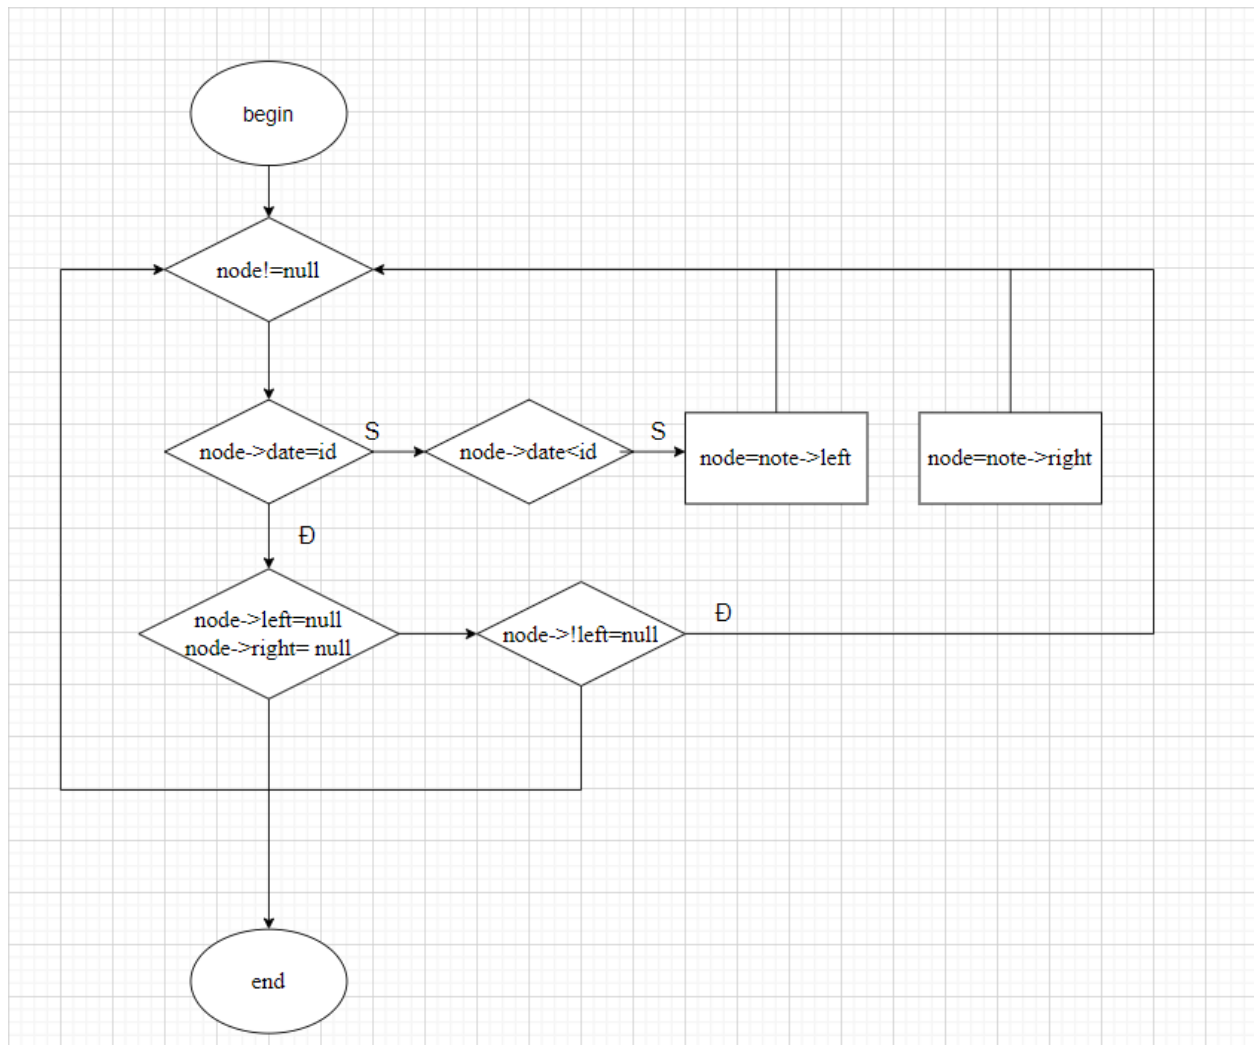 begin
node!=null
node->date=id
S
node->date<id
S
node=note->left
node=note->right
Đ
node->left=null
node->right= null
node->!left=null
Đ
end